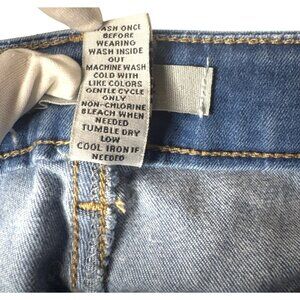 WASH ONCE
BEFORE
WEARING
WASH INSIDE
OUT
MACHINE WASH
COLD WITH
LIKE COLORS
GENTLE CYCLE
ONLY
NON-CHLORINE
BLEACH WHEN
NEEDED
TUMBLE DRY
LOW
COOL IRON IF
NEEDED